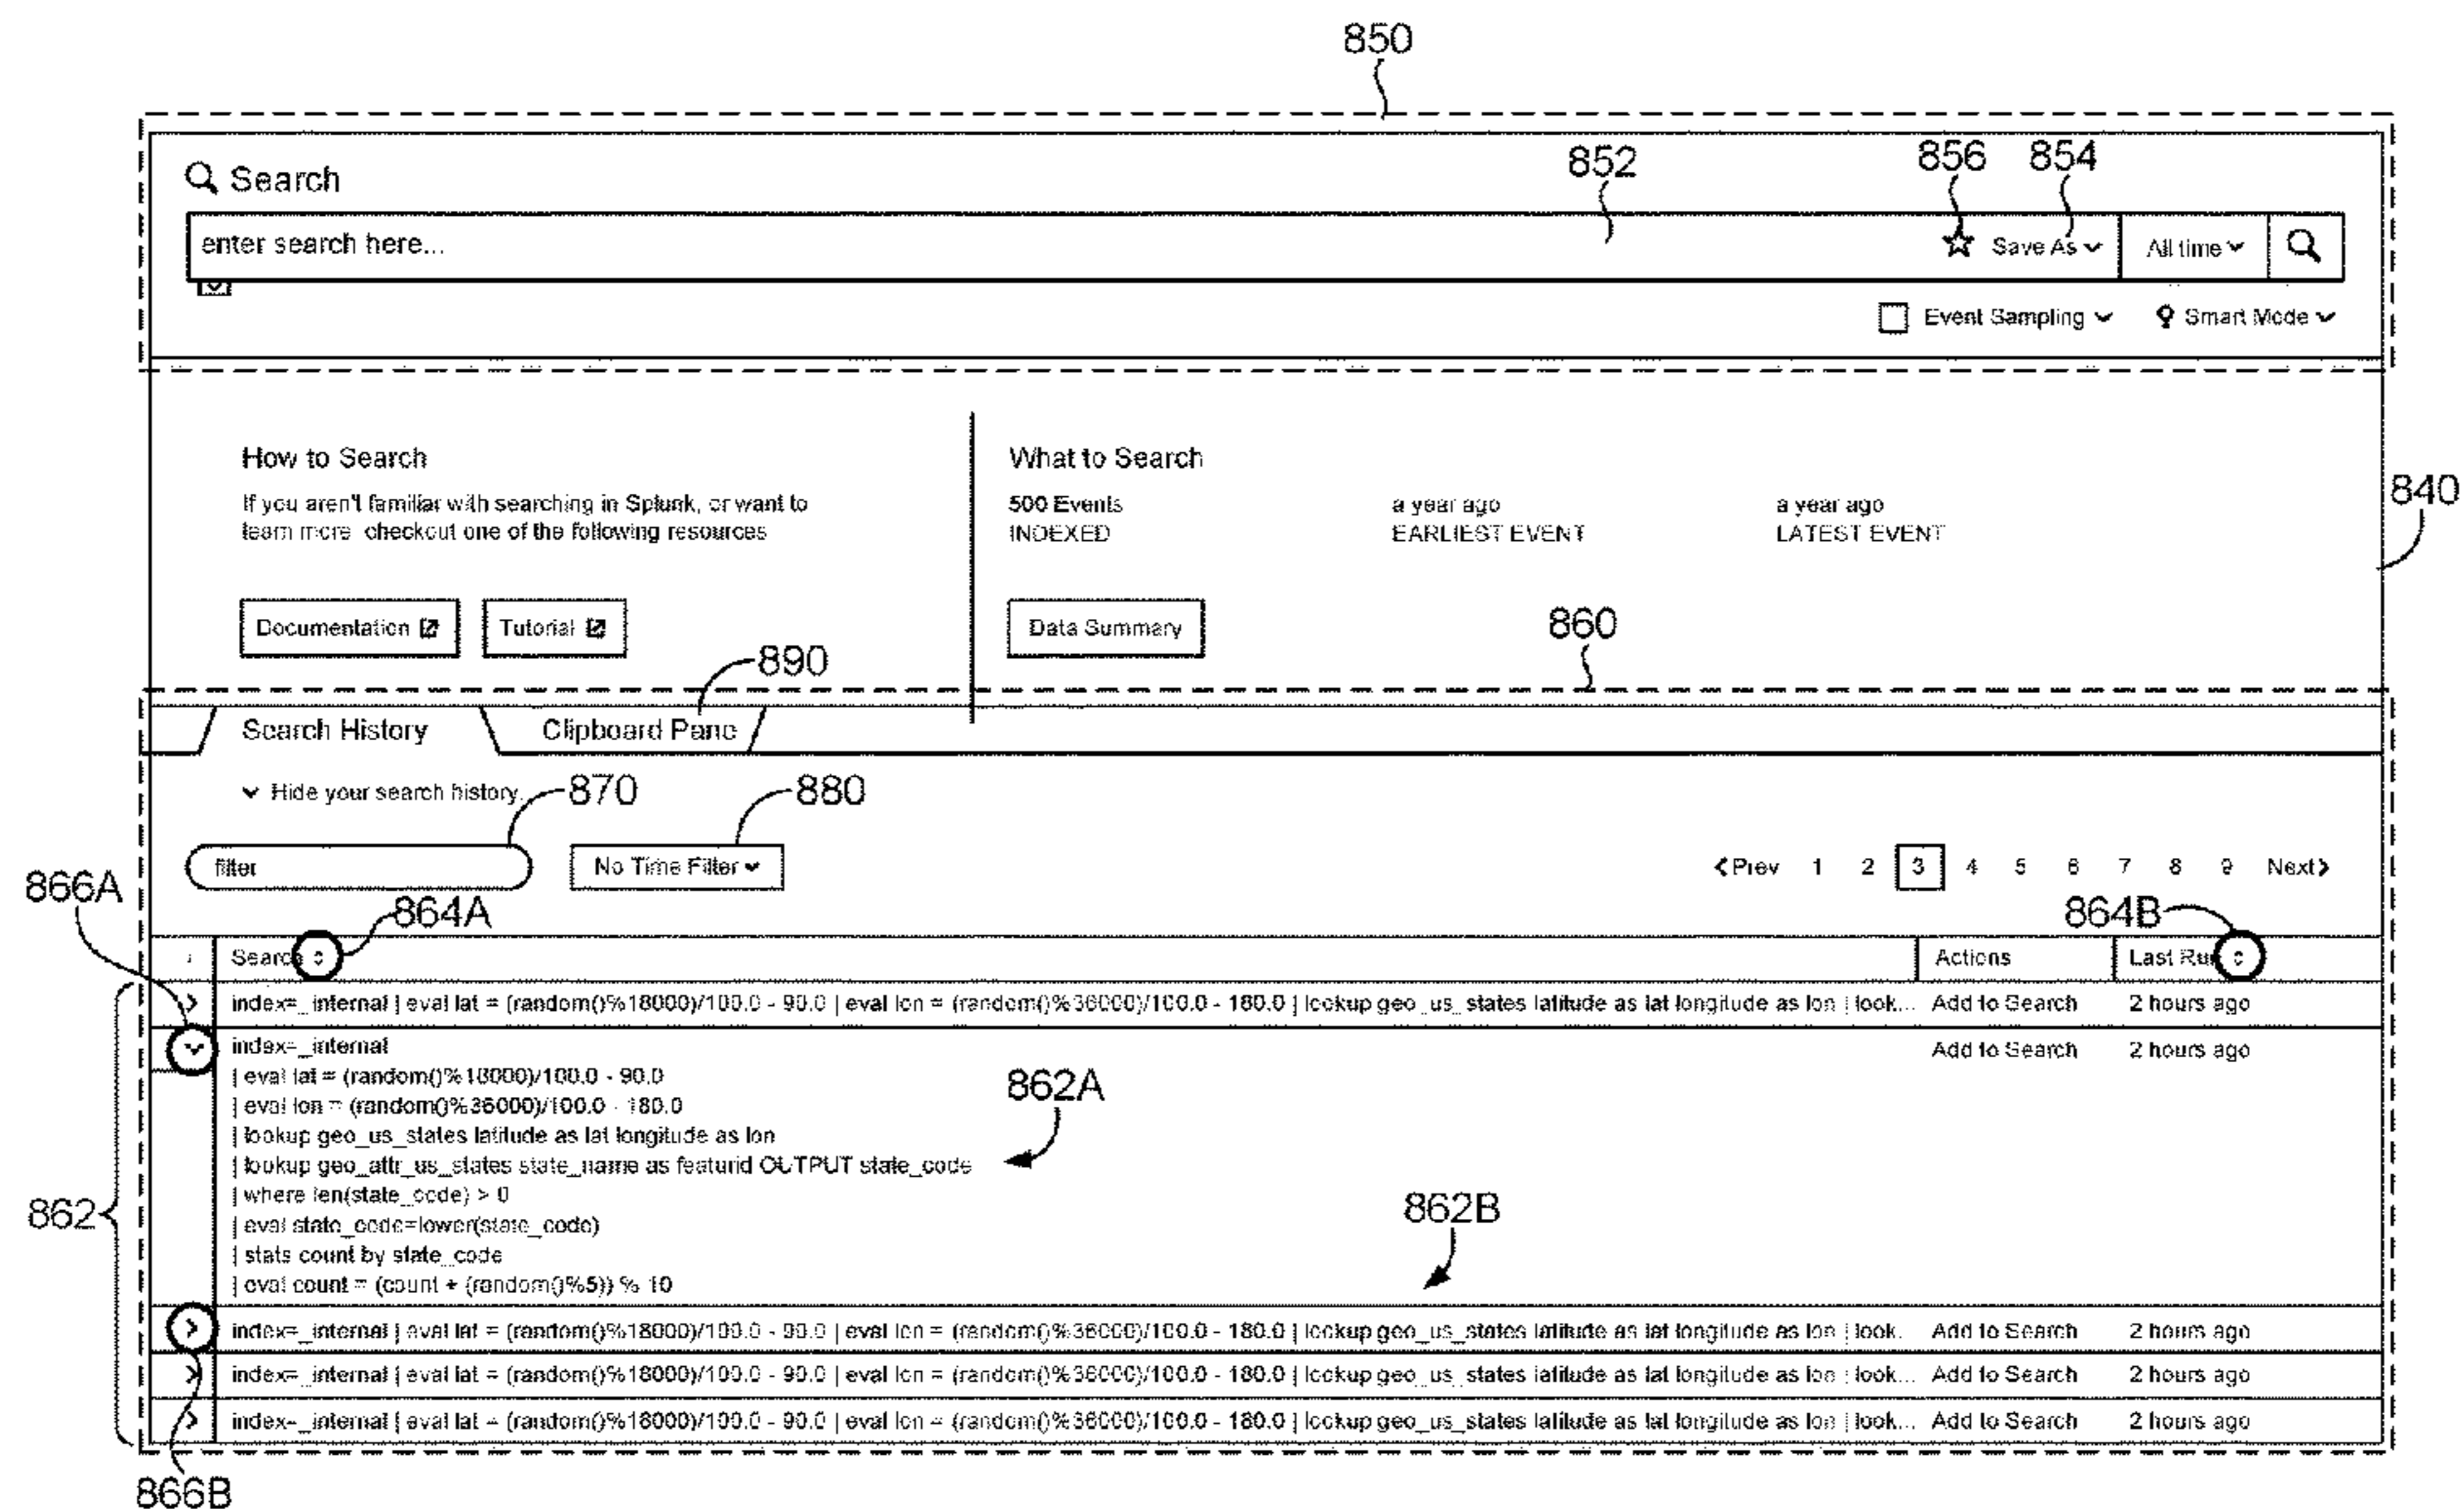 850
852
856
854
Search
enter search here...
Save As
All time
Event Sampling
Smart Mode
How to Search
What to Search
If you aren't familiar with searching in Splunk, or want to
learn more checkout one of the following resources
500 Events
INDEXED
a year ago
EARLIEST EVENT
a year ago
LATEST EVENT
840
Documentation
Tutorial
Data Summary
860
890
Search History
Clipboard Pane
Hide your search history
870
880
filter
No Time Filter
Prev 1 2 3 4 5 6 7 8 9 Next
866A
864A
864B
i
Search
Actions
Last Run
index=_internal | eval lat = (random()%18000)/100.0 - 90.0 | eval lon = (random()%36000)/100.0 - 180.0 | lookup geo_us_states latitude as lat longitude as lon | look... Add to Search 2 hours ago
index=_internal Add to Search 2 hours ago
| eval lat = (random()%18000)/100.0 - 90.0
| eval lon = (random()%36000)/100.0 - 180.0
| lookup geo_us_states latitude as lat longitude as lon
| lookup geo_attr_us_states state_name as featurid OUTPUT state_code
| where len(state_code) > 0
| eval state_code=lower(state_code)
| stats count by state_code
| eval count = (count + (random()%5)) % 10
862A
862
862B
index=_internal | eval lat = (random()%18000)/100.0 - 90.0 | eval lon = (random()%36000)/100.0 - 180.0 | lookup geo_us_states latitude as lat longitude as lon | look. Add to Search 2 hours ago
index=_internal | eval lat = (random()%18000)/100.0 - 90.0 | eval lon = (random()%36000)/100.0 - 180.0 | lookup geo_us_states latitude as lat longitude as lon | look... Add to Search 2 hours ago
index=_internal | eval lat = (random()%18000)/100.0 - 90.0 | eval lon = (random()%36000)/100.0 - 180.0 | lookup geo_us_states latitude as lat longitude as lon | look... Add to Search 2 hours ago
866B